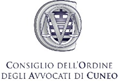 CONSIGLIO DELL'ORDINE
DEGLI AVVOCATI DI CUNEO